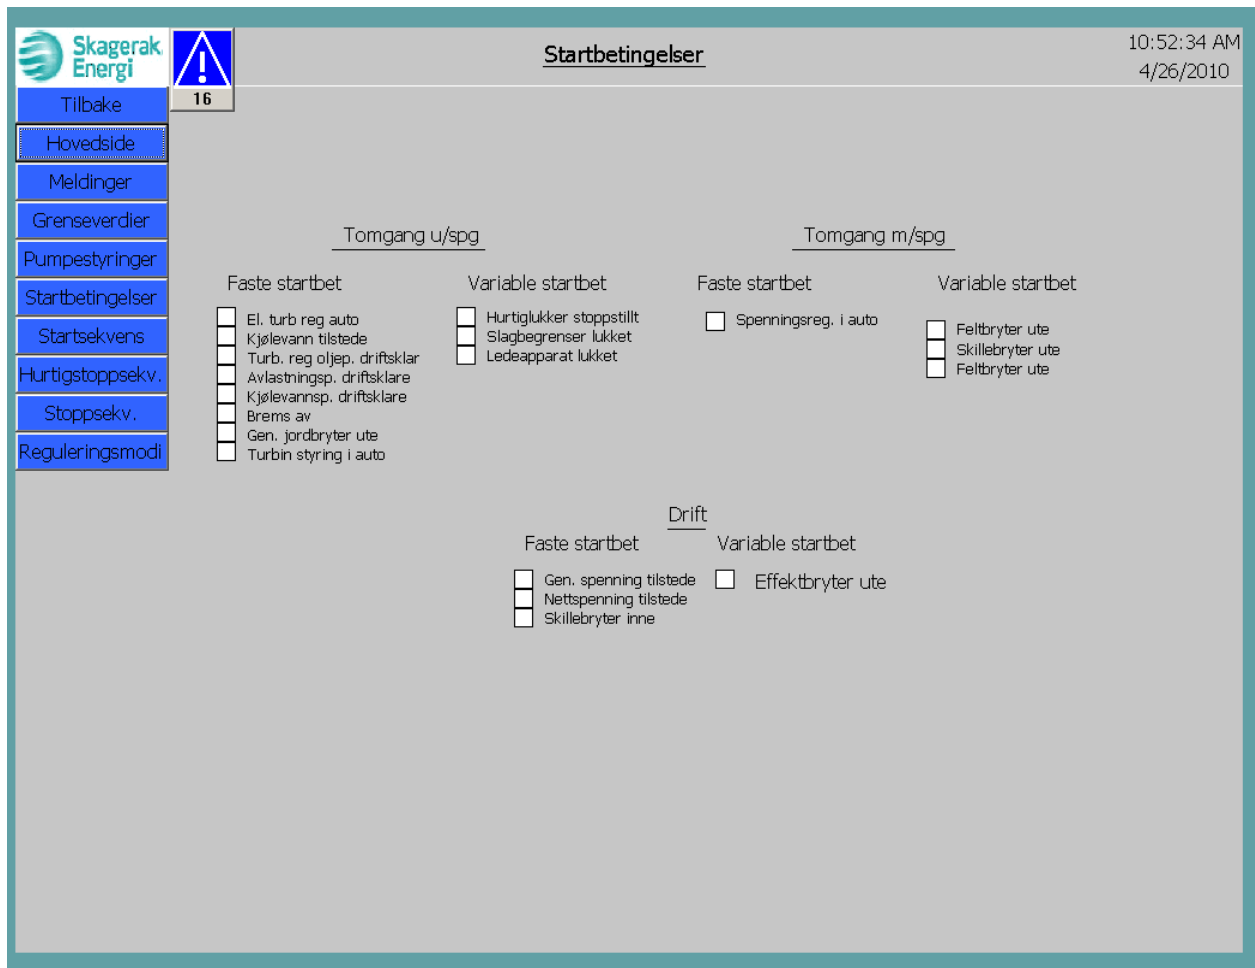 Skagerak
Energi
16
Startbetingelser
10:52:34 AM
4/26/2010
Tilbake
Hovedside
Meldinger
Grenseverdier
Pumpestyringer
Startbetingelser
Startsekvens
Hurtigstoppsekv.
Stoppsekv.
Reguleringsmodi
Tomgang u/spg
Faste startbet
El. turb reg auto
Kjølevann tilstede
Turb. reg oljep. driftsklar
Avlastningsp. driftsklare
Kjølevannsp. driftsklare
Brems av
Gen. jordbryter ute
Turbin styring i auto
Variable startbet
Hurtiglukker stoppstillt
Slagbegrenser lukket
Ledeapparat lukket
Tomgang m/spg
Faste startbet
Spenningsreg. i auto
Variable startbet
Feltbryter ute
Skillebryter ute
Feltbryter ute
Drift
Faste startbet
Gen. spenning tilstede
Nettspenning tilstede
Skillebryter inne
Variable startbet
Effektbryter ute